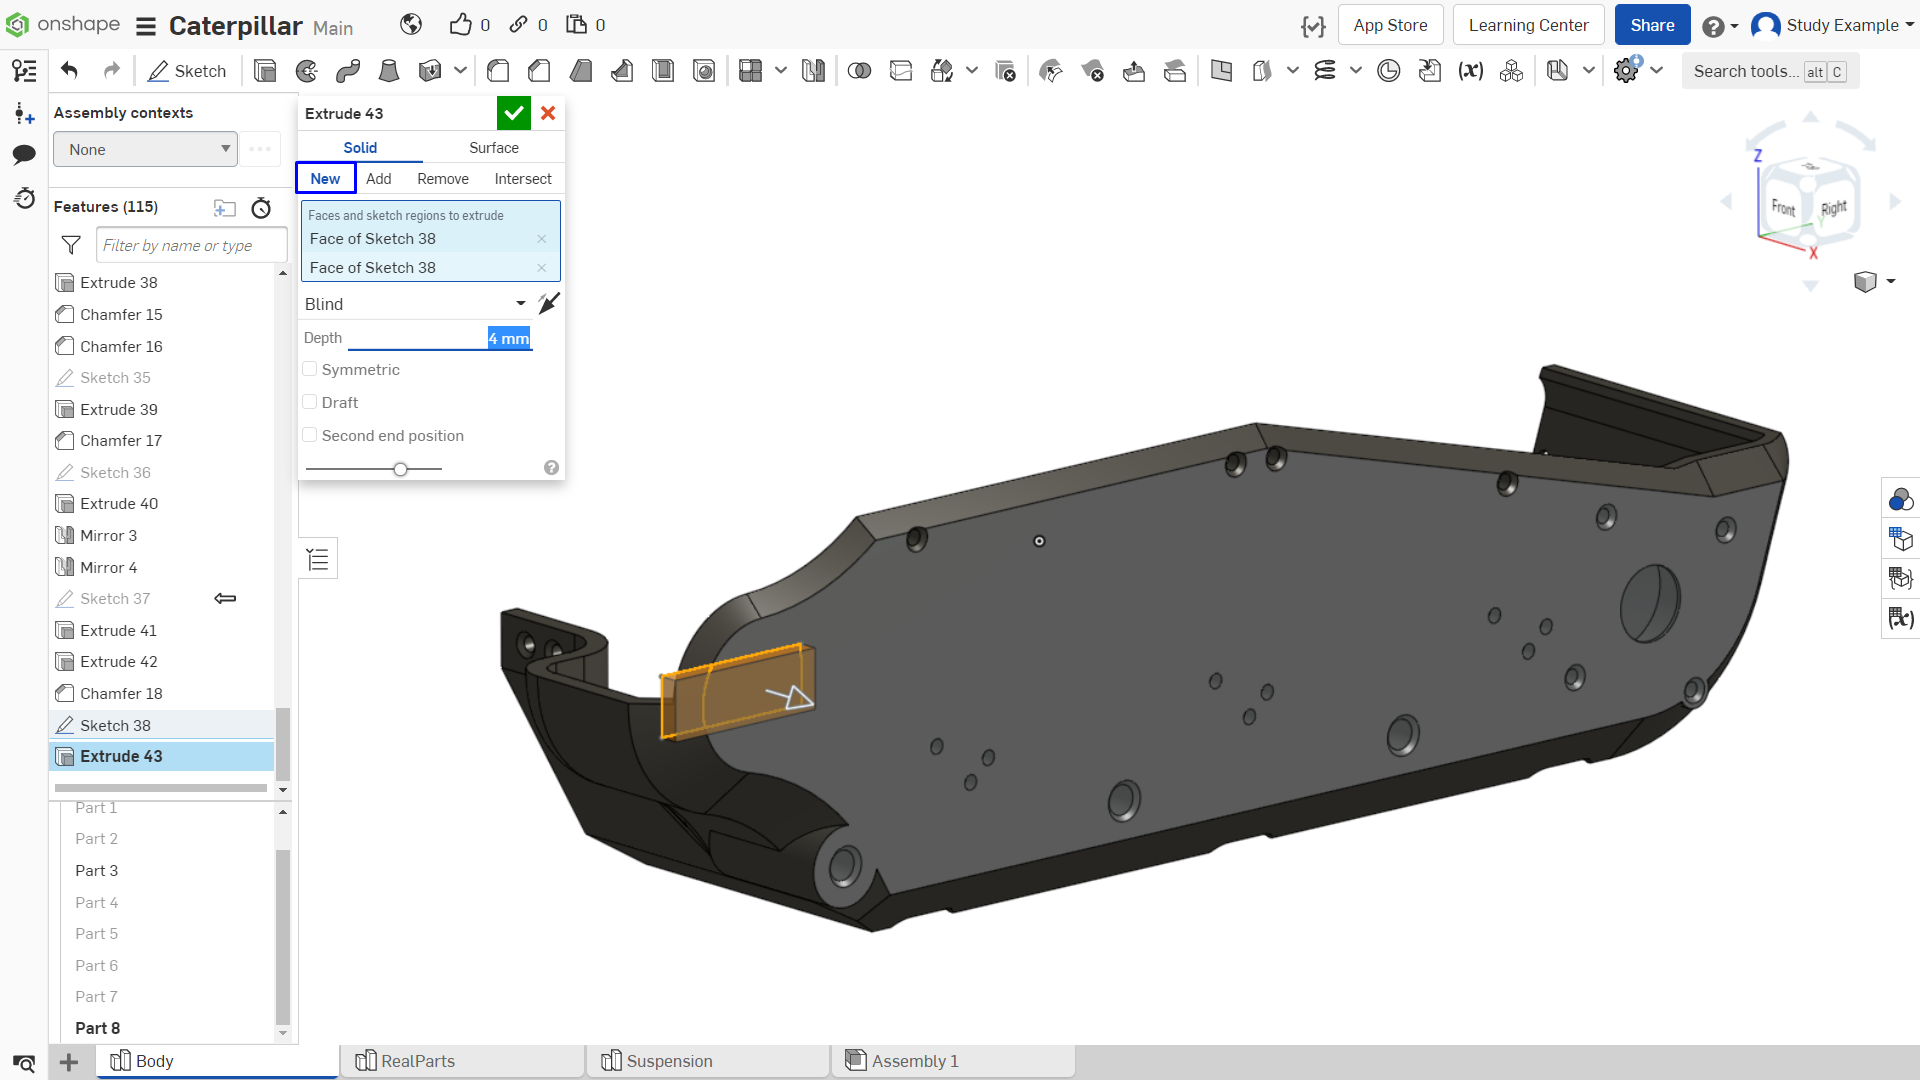 onshape
Caterpillar Main
0
0
0
App Store
Learning Center
Share
Study Example
Sketch
Search tools... alt C
Assembly contexts
None
Features (115)
Filter by name or type
Extrude 38
Chamfer 15
Chamfer 16
Sketch 35
Extrude 39
Chamfer 17
Sketch 36
Extrude 40
Mirror 3
Mirror 4
Sketch 37
Extrude 41
Extrude 42
Chamfer 18
Sketch 38
Extrude 43
Part 1
Part 2
Part 3
Part 4
Part 5
Part 6
Part 7
Part 8
Extrude 43
Solid
Surface
New
Add
Remove
Intersect
Faces and sketch regions to extrude
Face of Sketch 38
Face of Sketch 38
Blind
Depth
4 mm
Symmetric
Draft
Second end position
Z
Front
Right
Y
X
Body
RealParts
Suspension
Assembly 1